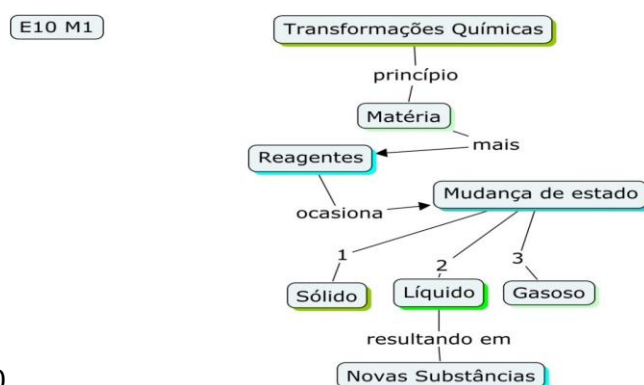 E10 M1
Transformações Químicas
princípio
Matéria
mais
Reagentes
Mudança de estado
ocasiona
1
2
3
Sólido
Líquido
Gasoso
resultando em
Novas Substâncias